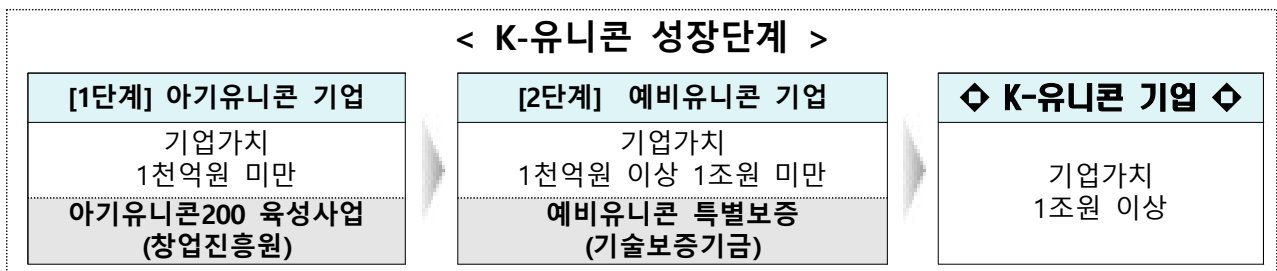 < K-유니콘 성장단계 >
[1단계] 아기유니콘 기업
기업가치
1천억원 미만
아기유니콘200 육성사업
(창업진흥원)
[2단계] 예비유니콘 기업
기업가치
1천억원 이상 1조원 미만
예비유니콘 특별보증
(기술보증기금)
◇ K-유니콘 기업 ◇
기업가치
1조원 이상